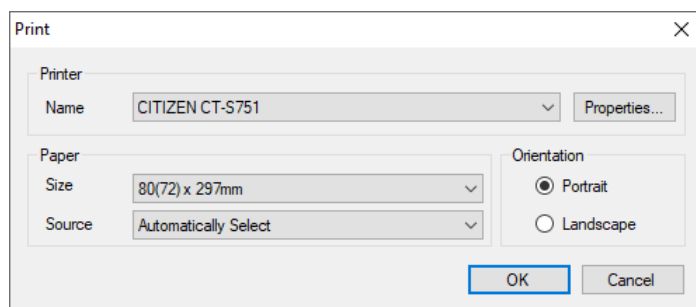 Print
Printer
Name CITIZEN CT-S751 Properties...
Paper
Size 80(72) x 297mm
Source Automatically Select
Orientation
Portrait
Landscape
OK Cancel